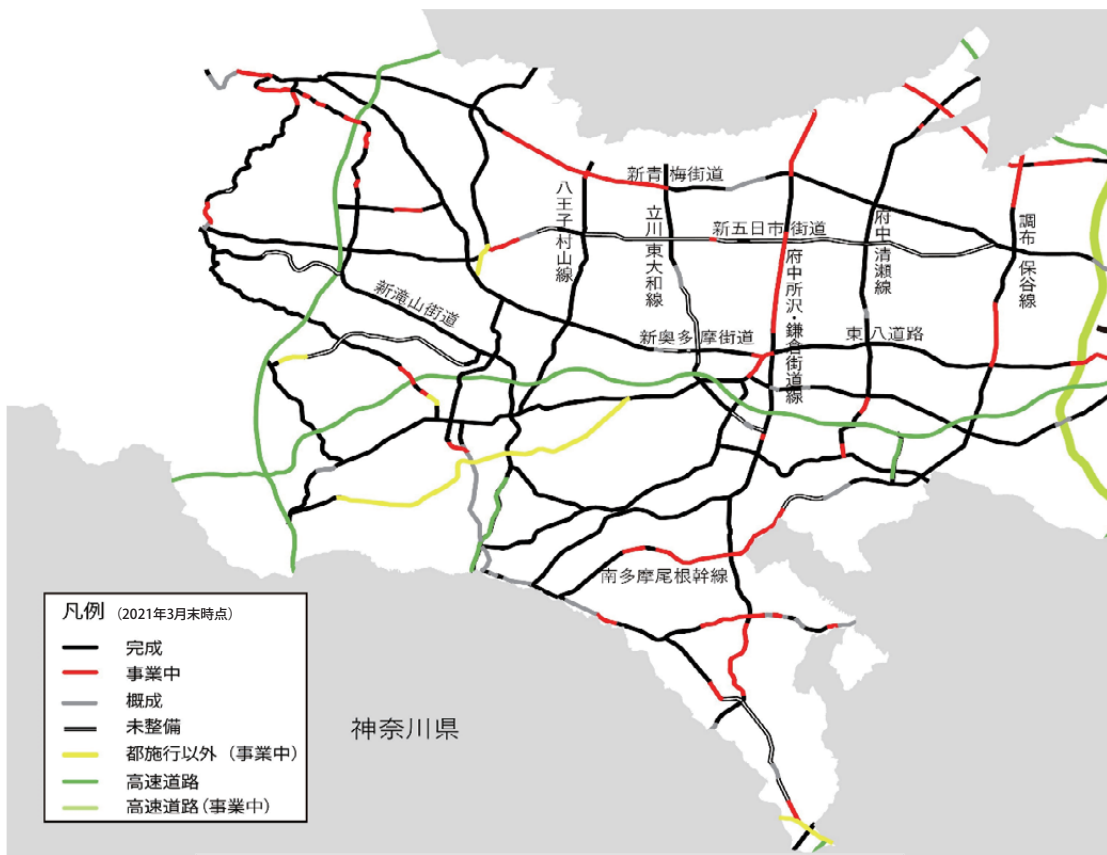 新青梅街道
八王子村山線
立川東大和線
新五日市街道
府中所沢・鎌倉街道線
府中清瀬線
調布保谷線
新滝山街道
新奥多摩街道
東八道路
南多摩尾根幹線
神奈川県
凡例 (2021年3月末時点)
完成
事業中
概成
未整備
都施行以外(事業中)
高速道路
高速道路(事業中)